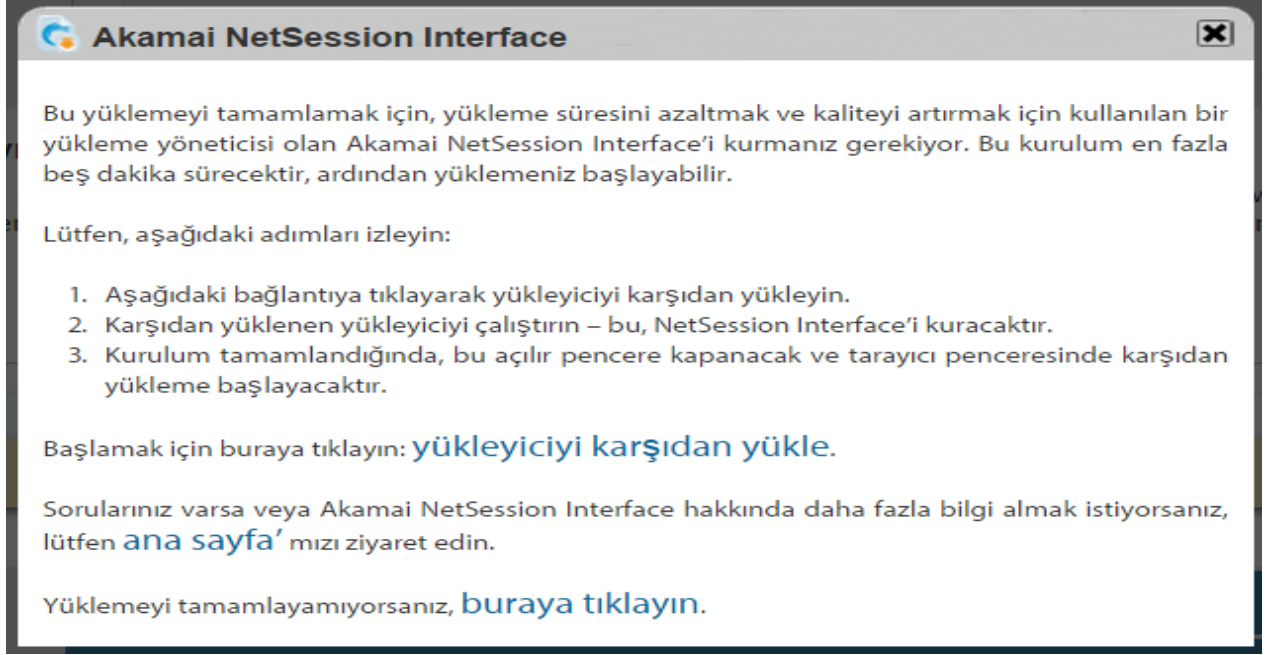 Akamai NetSession Interface
Bu yüklemeyi tamamlamak için, yükleme süresini azaltmak ve kaliteyi artırmak için kullanılan bir
yükleme yöneticisi olan Akamai NetSession Interface’i kurmanız gerekiyor. Bu kurulum en fazla
beş dakika sürecektir, ardından yüklemeniz başlayabilir.
Lütfen, aşağıdaki adımları izleyin:
1. Aşağıdaki bağlantıya tıklayarak yükleyiciyi karşıdan yükleyin.
2. Karşıdan yüklenen yükleyiciyi çalıştırın – bu, NetSession Interface’i kuracaktır.
3. Kurulum tamamlandığında, bu açılır pencere kapanacak ve tarayıcı penceresinde karşıdan
yükleme başlayacaktır.
Başlamak için buraya tıklayın: yükleyiciyi karşıdan yükle.
Sorularınız varsa veya Akamai NetSession Interface hakkında daha fazla bilgi almak istiyorsanız,
lütfen ana sayfa’ mızı ziyaret edin.
Yüklemeyi tamamlayamıyorsanız, buraya tıklayın.